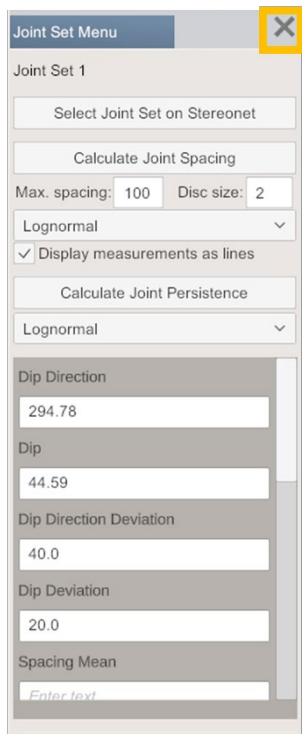 Joint Set Menu
Joint Set 1
Select Joint Set on Stereonet
Calculate Joint Spacing
Max. spacing: 100 Disc size: 2
Lognormal
Display measurements as lines
Calculate Joint Persistence
Lognormal
Dip Direction
294.78
Dip
44.59
Dip Direction Deviation
40.0
Dip Deviation
20.0
Spacing Mean
Enter text